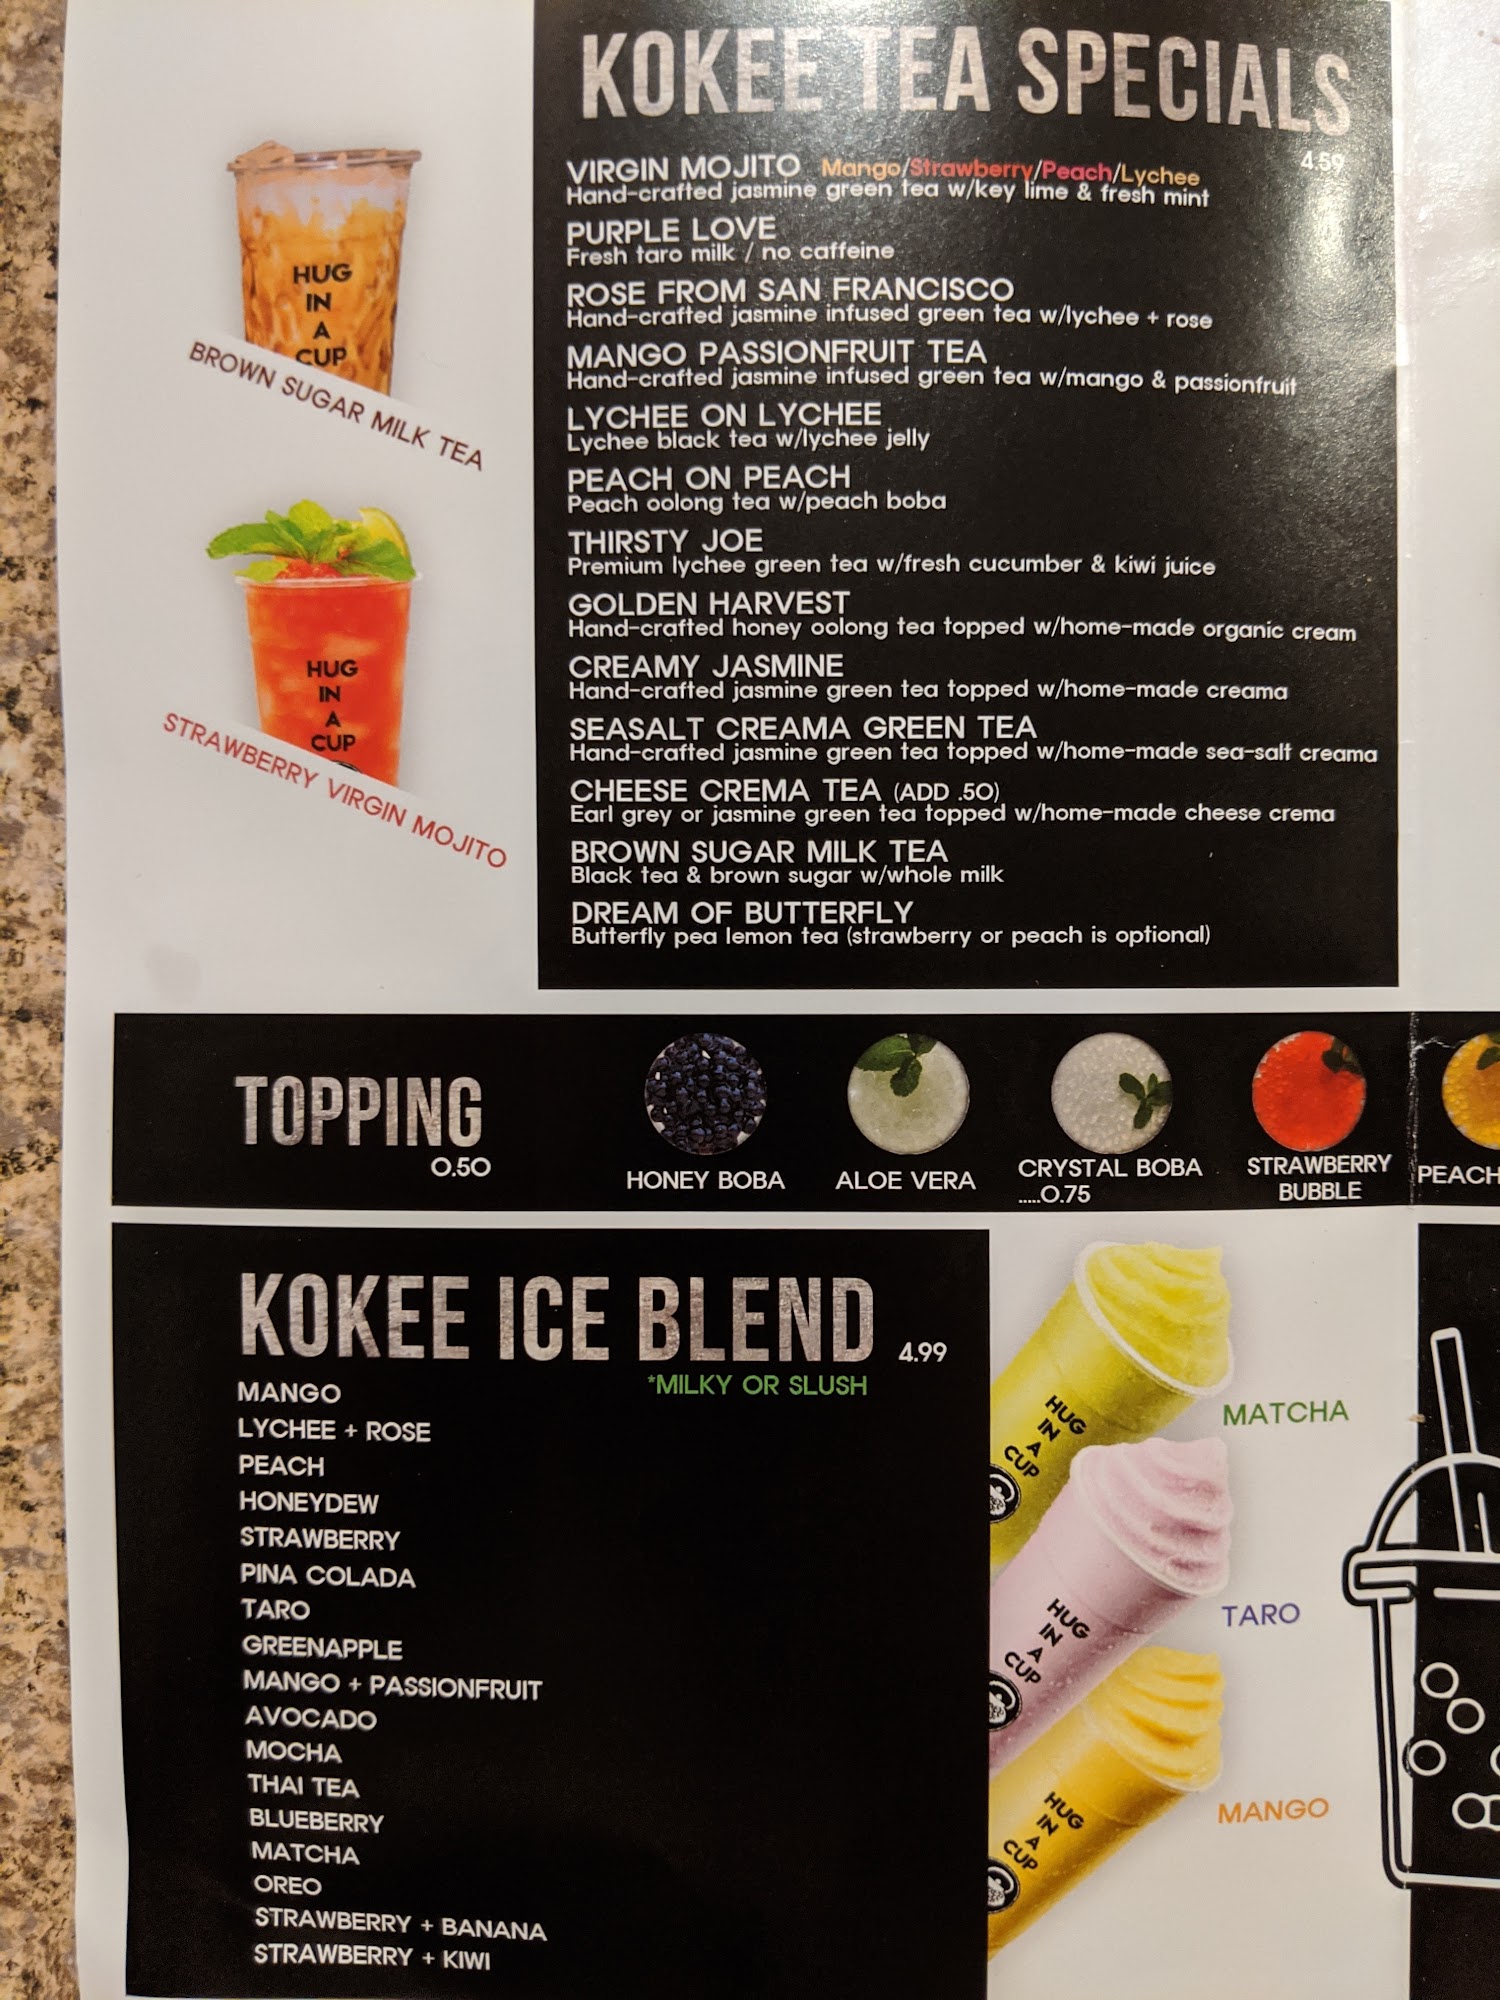 KOKEE TEA SPECIALS
4.59
VIRGIN MOJITO Mango/Strawberry/Peach/Lychee
Hand-crafted jasmine green tea w/key lime & fresh mint
PURPLE LOVE
Fresh taro milk / no caffeine
ROSE FROM SAN FRANCISCO
Hand-crafted jasmine infused green tea w/lychee + rose
MANGO PASSIONFRUIT TEA
Hand-crafted jasmine infused green tea w/mango & passionfruit
LYCHEE ON LYCHEE
Lychee black tea w/lychee jelly
PEACH ON PEACH
Peach oolong tea w/peach boba
THIRSTY JOE
Premium lychee green tea w/fresh cucumber & kiwi juice
GOLDEN HARVEST
Hand-crafted honey oolong tea topped w/home-made organic cream
CREAMY JASMINE
Hand-crafted jasmine green tea topped w/home-made creama
SEASALT CREAMA GREEN TEA
Hand-crafted jasmine green tea topped w/home-made sea-salt creama
CHEESE CREMA TEA (ADD .50)
Earl grey or jasmine green tea topped w/home-made cheese crema
BROWN SUGAR MILK TEA
Black tea & brown sugar w/whole milk
DREAM OF BUTTERFLY
Butterfly pea lemon tea (strawberry or peach is optional)
HUG
IN
A
CUP
BROWN SUGAR MILK TEA
HUG
IN
A
CUP
STRAWBERRY VIRGIN MOJITO
TOPPING
0.50
HONEY BOBA
ALOE VERA
CRYSTAL BOBA
.....0.75
STRAWBERRY
BUBBLE
PEACH
KOKEE ICE BLEND 4.99
*MILKY OR SLUSH
MANGO
LYCHEE + ROSE
PEACH
HONEYDEW
STRAWBERRY
PINA COLADA
TARO
GREENAPPLE
MANGO + PASSIONFRUIT
AVOCADO
MOCHA
THAI TEA
BLUEBERRY
MATCHA
OREO
STRAWBERRY + BANANA
STRAWBERRY + KIWI
HUG
IN
A
CUP
MATCHA
HUG
IN
A
CUP
TARO
HUG
IN
A
CUP
MANGO